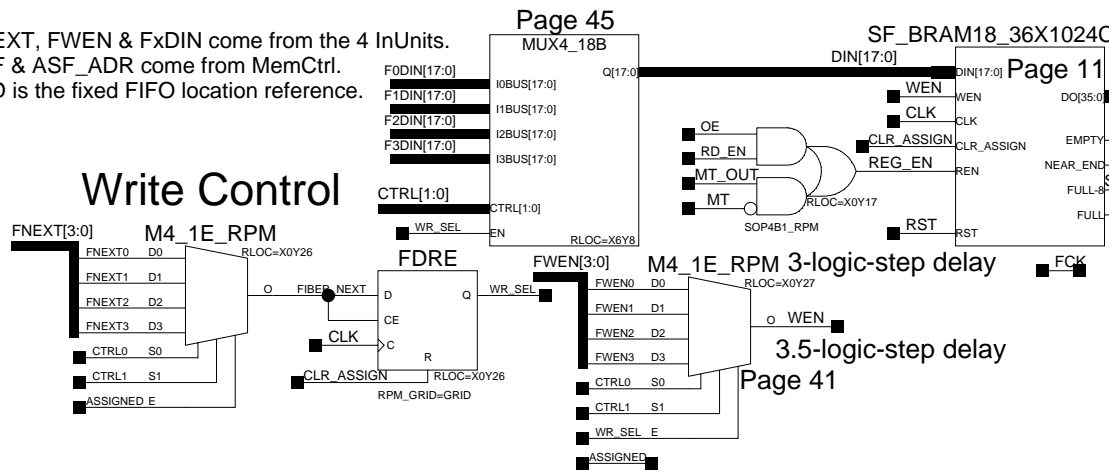 Page 45
EXT, FWEN & FxDIN come from the 4 InUnits.
F & ASF_ADR come from MemCtrl.
D is the fixed FIFO location reference.
MUX4_18B
F0DIN[17:0]
F1DIN[17:0]
F2DIN[17:0]
F3DIN[17:0]
I0BUS[17:0]
I1BUS[17:0]
I2BUS[17:0]
I3BUS[17:0]
Q[17:0]
CTRL[1:0]
CTRL[1:0]
WR_SEL
EN
RLOC=X6Y8
DIN[17:0]
SF_BRAM18_36X1024C
Page 11
DIN[17:0]
WEN
WEN
CLK
CLK
CLR_ASSIGN
CLR_ASSIGN
REG_EN
REN
RST
RST
DO[35:0]
EMPTY
NEAR_END
FULL-8
FULL
FCK
OE
RD_EN
MT_OUT
MT
RLOC=X0Y17
SOP4B1_RPM
Write Control
FNEXT[3:0]
M4_1E_RPM
RLOC=X0Y26
FNEXT0 D0
FNEXT1 D1
FNEXT2 D2
FNEXT3 D3
CTRL0 S0
CTRL1 S1
ASSIGNED E
O
FIBER_NEXT
FDRE
D
Q
CE
C
R
CLK
CLR_ASSIGN
WR_SEL
RLOC=X0Y26
RPM_GRID=GRID
FWEN[3:0]
M4_1E_RPM
3-logic-step delay
RLOC=X0Y27
FWEN0 D0
FWEN1 D1
FWEN2 D2
FWEN3 D3
CTRL0 S0
CTRL1 S1
WR_SEL E
ASSIGNED
O WEN
3.5-logic-step delay
Page 41